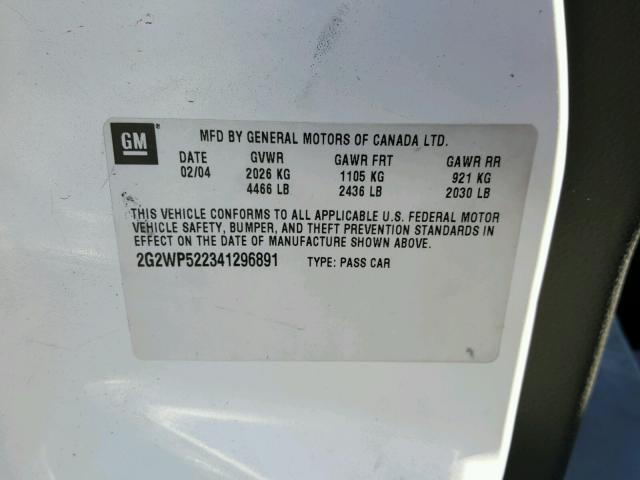 GM ®
MFD BY GENERAL MOTORS OF CANADA LTD.
DATE GVWR GAWR FRT GAWR RR
02/04 2026 KG 1105 KG 921 KG
4466 LB 2436 LB 2030 LB
THIS VEHICLE CONFORMS TO ALL APPLICABLE U.S. FEDERAL MOTOR
VEHICLE SAFETY, BUMPER, AND THEFT PREVENTION STANDARDS IN
EFFECT ON THE DATE OF MANUFACTURE SHOWN ABOVE.
2G2WP522341296891 TYPE: PASS CAR